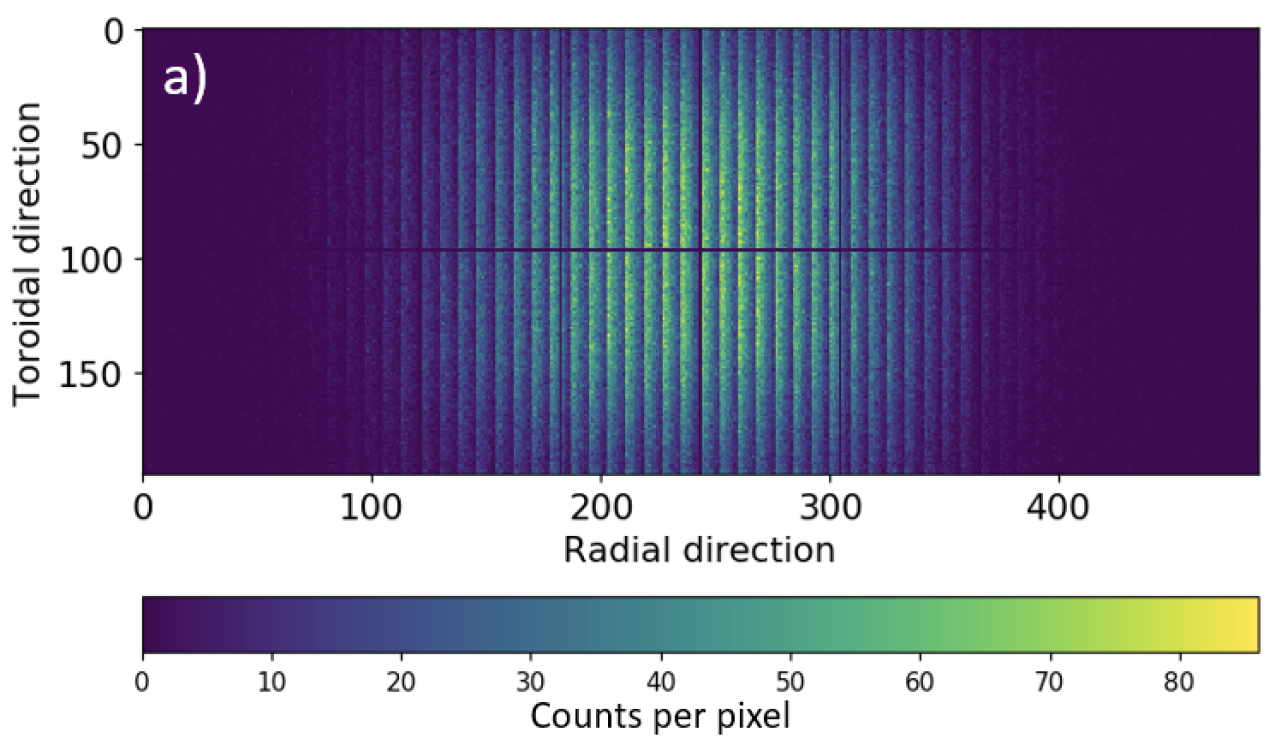 a)
0
50
100
150
Toroidal direction
0 100 200 300 400
Radial direction
0 10 20 30 40 50 60 70 80
Counts per pixel